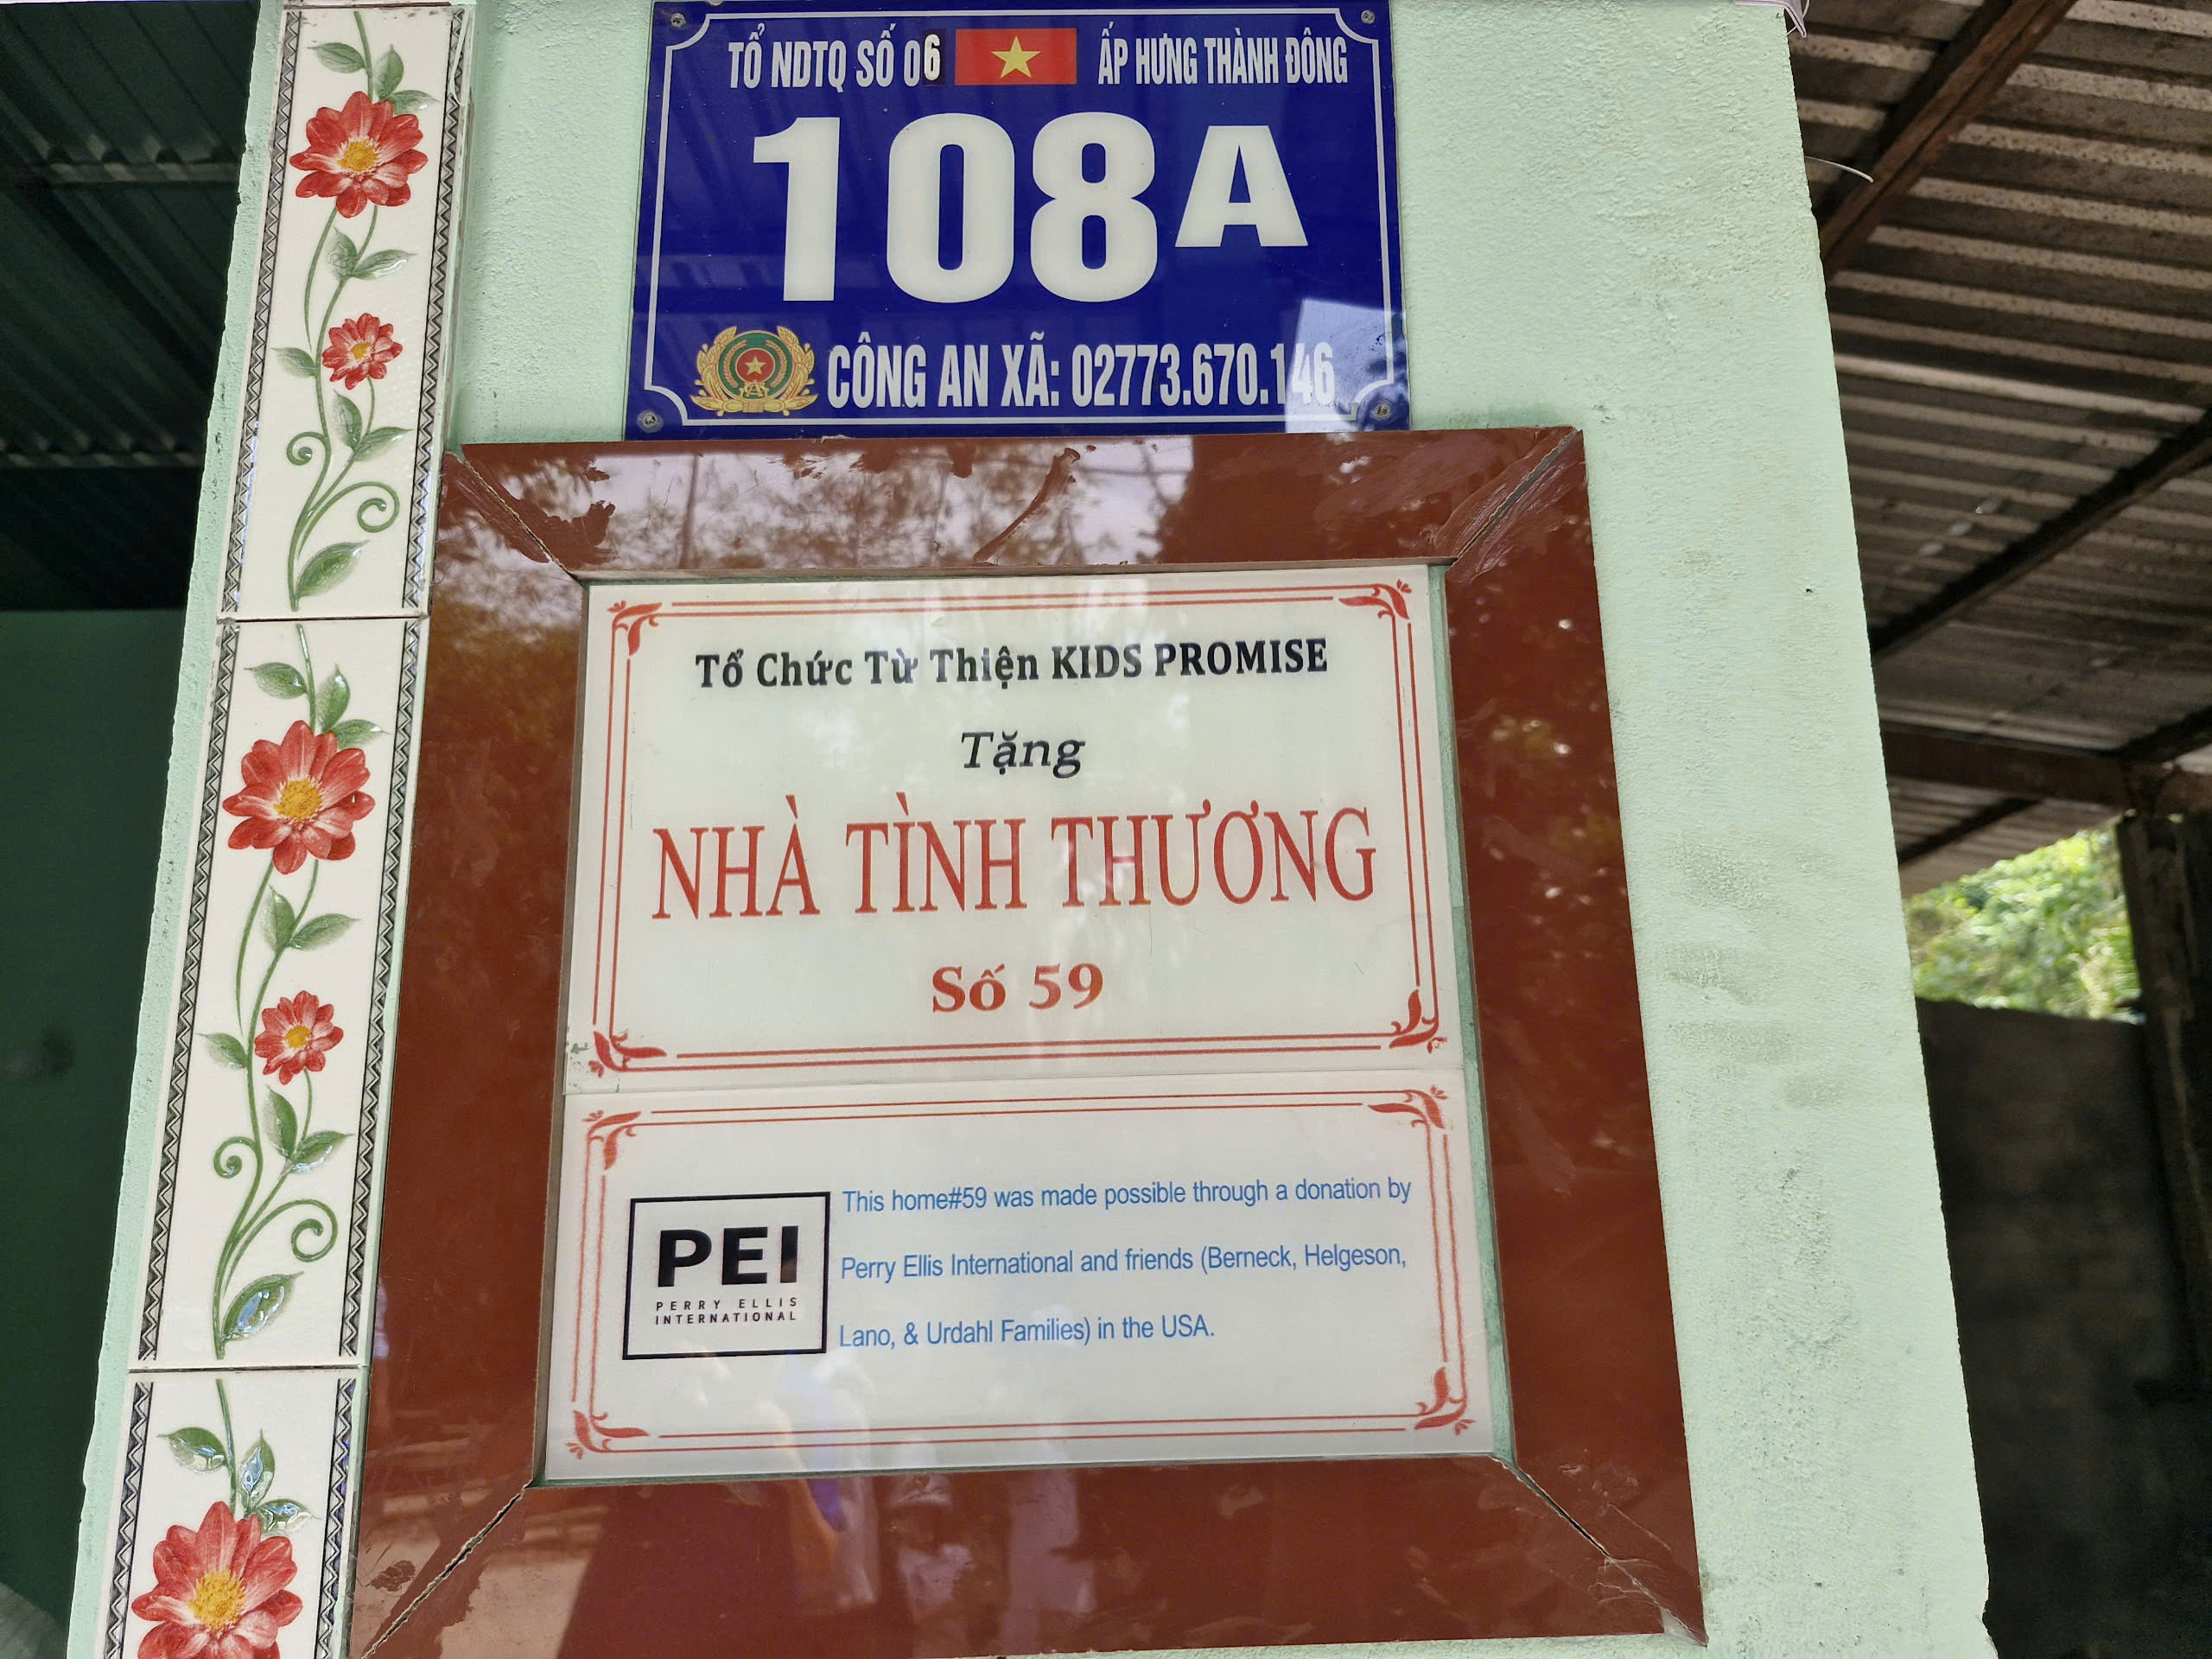 TỔ NDTQ SỐ 06 ẤP HƯNG THÀNH ĐÔNG
108A
CÔNG AN XÃ: 02773.670.146
Tổ Chức Từ Thiện KIDS PROMISE
Tặng
NHÀ TÌNH THƯƠNG
Số 59
This home#59 was made possible through a donation by
Perry Ellis International and friends (Berneck, Helgeson,
Lano, & Urdahl Families) in the USA.
PEI
PERRY ELLIS
INTERNATIONAL